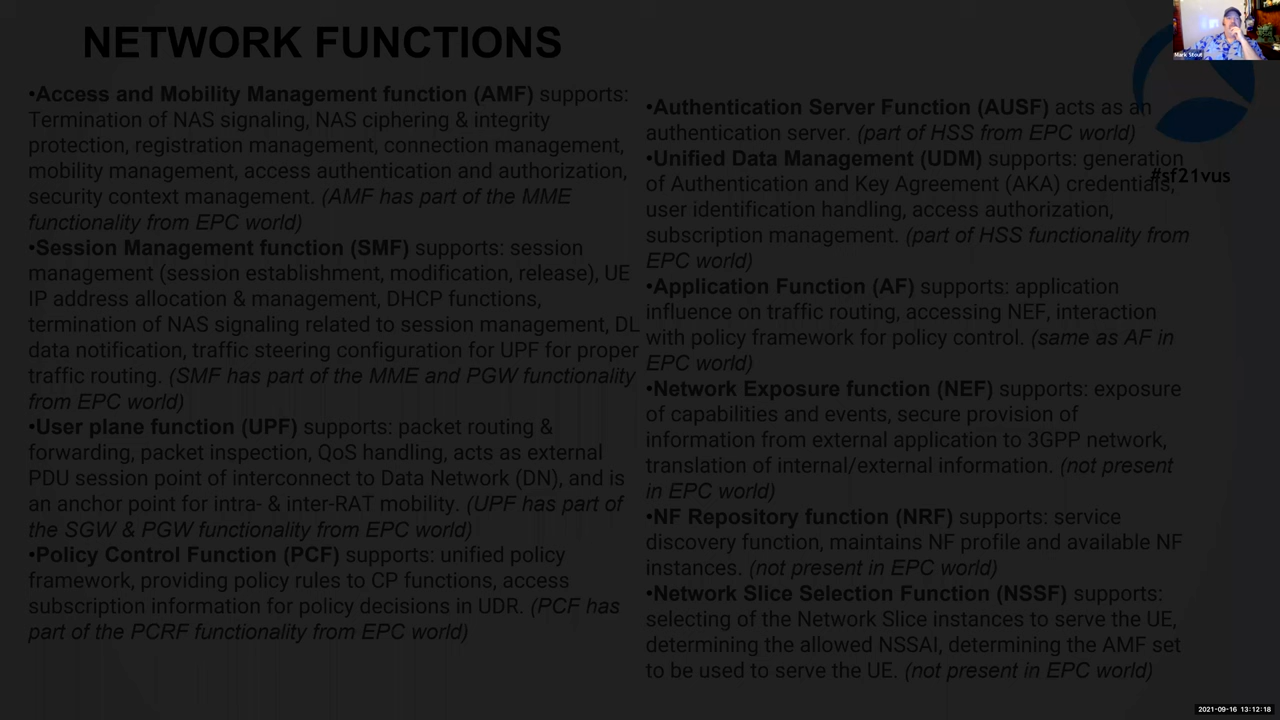 NETWORK FUNCTIONS
•Access and Mobility Management function (AMF) supports:
Termination of NAS signaling, NAS ciphering & integrity
protection, registration management, connection management,
mobility management, access authentication and authorization,
security context management. (AMF has part of the MME
functionality from EPC world)
•Session Management function (SMF) supports: session
management (session establishment, modification, release), UE
IP address allocation & management, DHCP functions,
termination of NAS signaling related to session management, DL
data notification, traffic steering configuration for UPF for proper
traffic routing. (SMF has part of the MME and PGW functionality
from EPC world)
•User plane function (UPF) supports: packet routing &
forwarding, packet inspection, QoS handling, acts as external
PDU session point of interconnect to Data Network (DN), and is
an anchor point for intra- & inter-RAT mobility. (UPF has part of
the SGW & PGW functionality from EPC world)
•Policy Control Function (PCF) supports: unified policy
framework, providing policy rules to CP functions, access
subscription information for policy decisions in UDR. (PCF has
part of the PCRF functionality from EPC world)
•Authentication Server Function (AUSF) acts as an
authentication server. (part of HSS from EPC world)
•Unified Data Management (UDM) supports: generation
of Authentication and Key Agreement (AKA) credentials,
user identification handling, access authorization,
subscription management. (part of HSS functionality from
EPC world)
•Application Function (AF) supports: application
influence on traffic routing, accessing NEF, interaction
with policy framework for policy control. (same as AF in
EPC world)
•Network Exposure function (NEF) supports: exposure
of capabilities and events, secure provision of
information from external application to 3GPP network,
translation of internal/external information. (not present
in EPC world)
•NF Repository function (NRF) supports: service
discovery function, maintains NF profile and available NF
instances. (not present in EPC world)
•Network Slice Selection Function (NSSF) supports:
selecting of the Network Slice instances to serve the UE,
determining the allowed NSSAI, determining the AMF set
to be used to serve the UE. (not present in EPC world)
#sf21vus
Mark Stout
2021-09-16 13:12:18